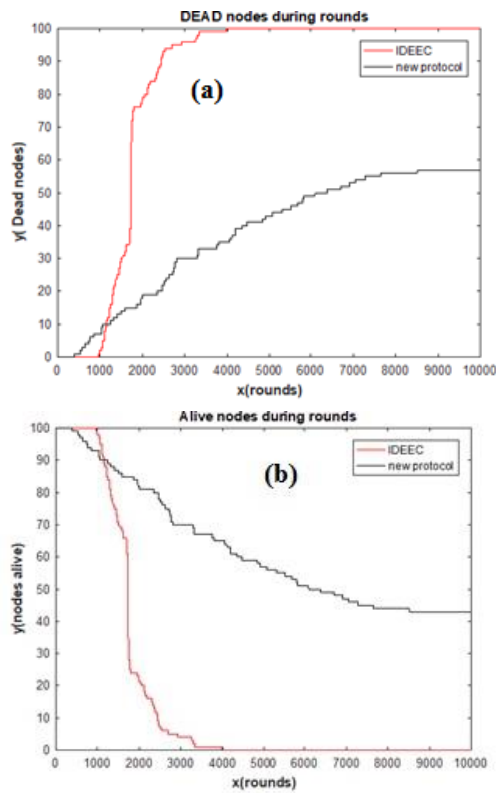 DEAD nodes during rounds
100
90
80
70
60
50
40
30
20
10
0
y( Dead nodes)
(a)
IDEEC
new protocol
0 1000 2000 3000 4000 5000 6000 7000 8000 9000 10000
x(rounds)
Alive nodes during rounds
100
90
80
70
60
50
40
30
20
10
0
y(nodes alive)
(b)
IDEEC
new protocol
0 1000 2000 3000 4000 5000 6000 7000 8000 9000 10000
x(rounds)